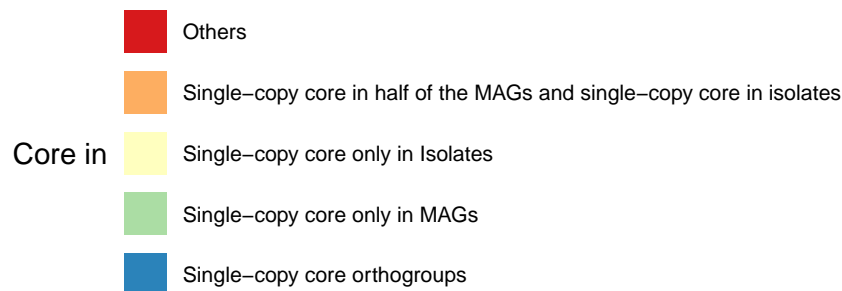 Others
Single−copy core in half of the MAGs and single−copy core in isolates
Core in
Single−copy core only in Isolates
Single−copy core only in MAGs
Single−copy core orthogroups